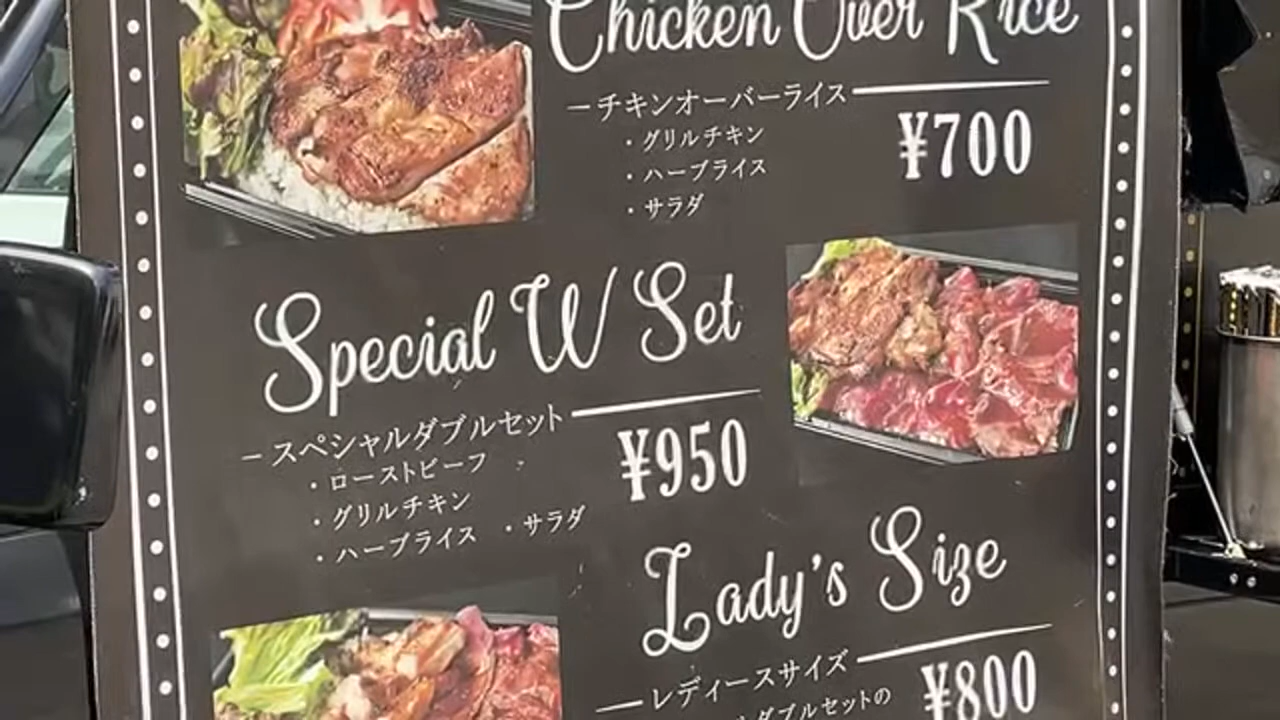 Chicken Over Rice
チキンオーバーライス
・グリルチキン
・ハーブライス
・サラダ
¥700
Special W Set
スペシャルダブルセット
・ローストビーフ
・グリルチキン
・ハーブライス ・サラダ
¥950
Lady's Size
レディースサイズ
ダブルセットの
¥800